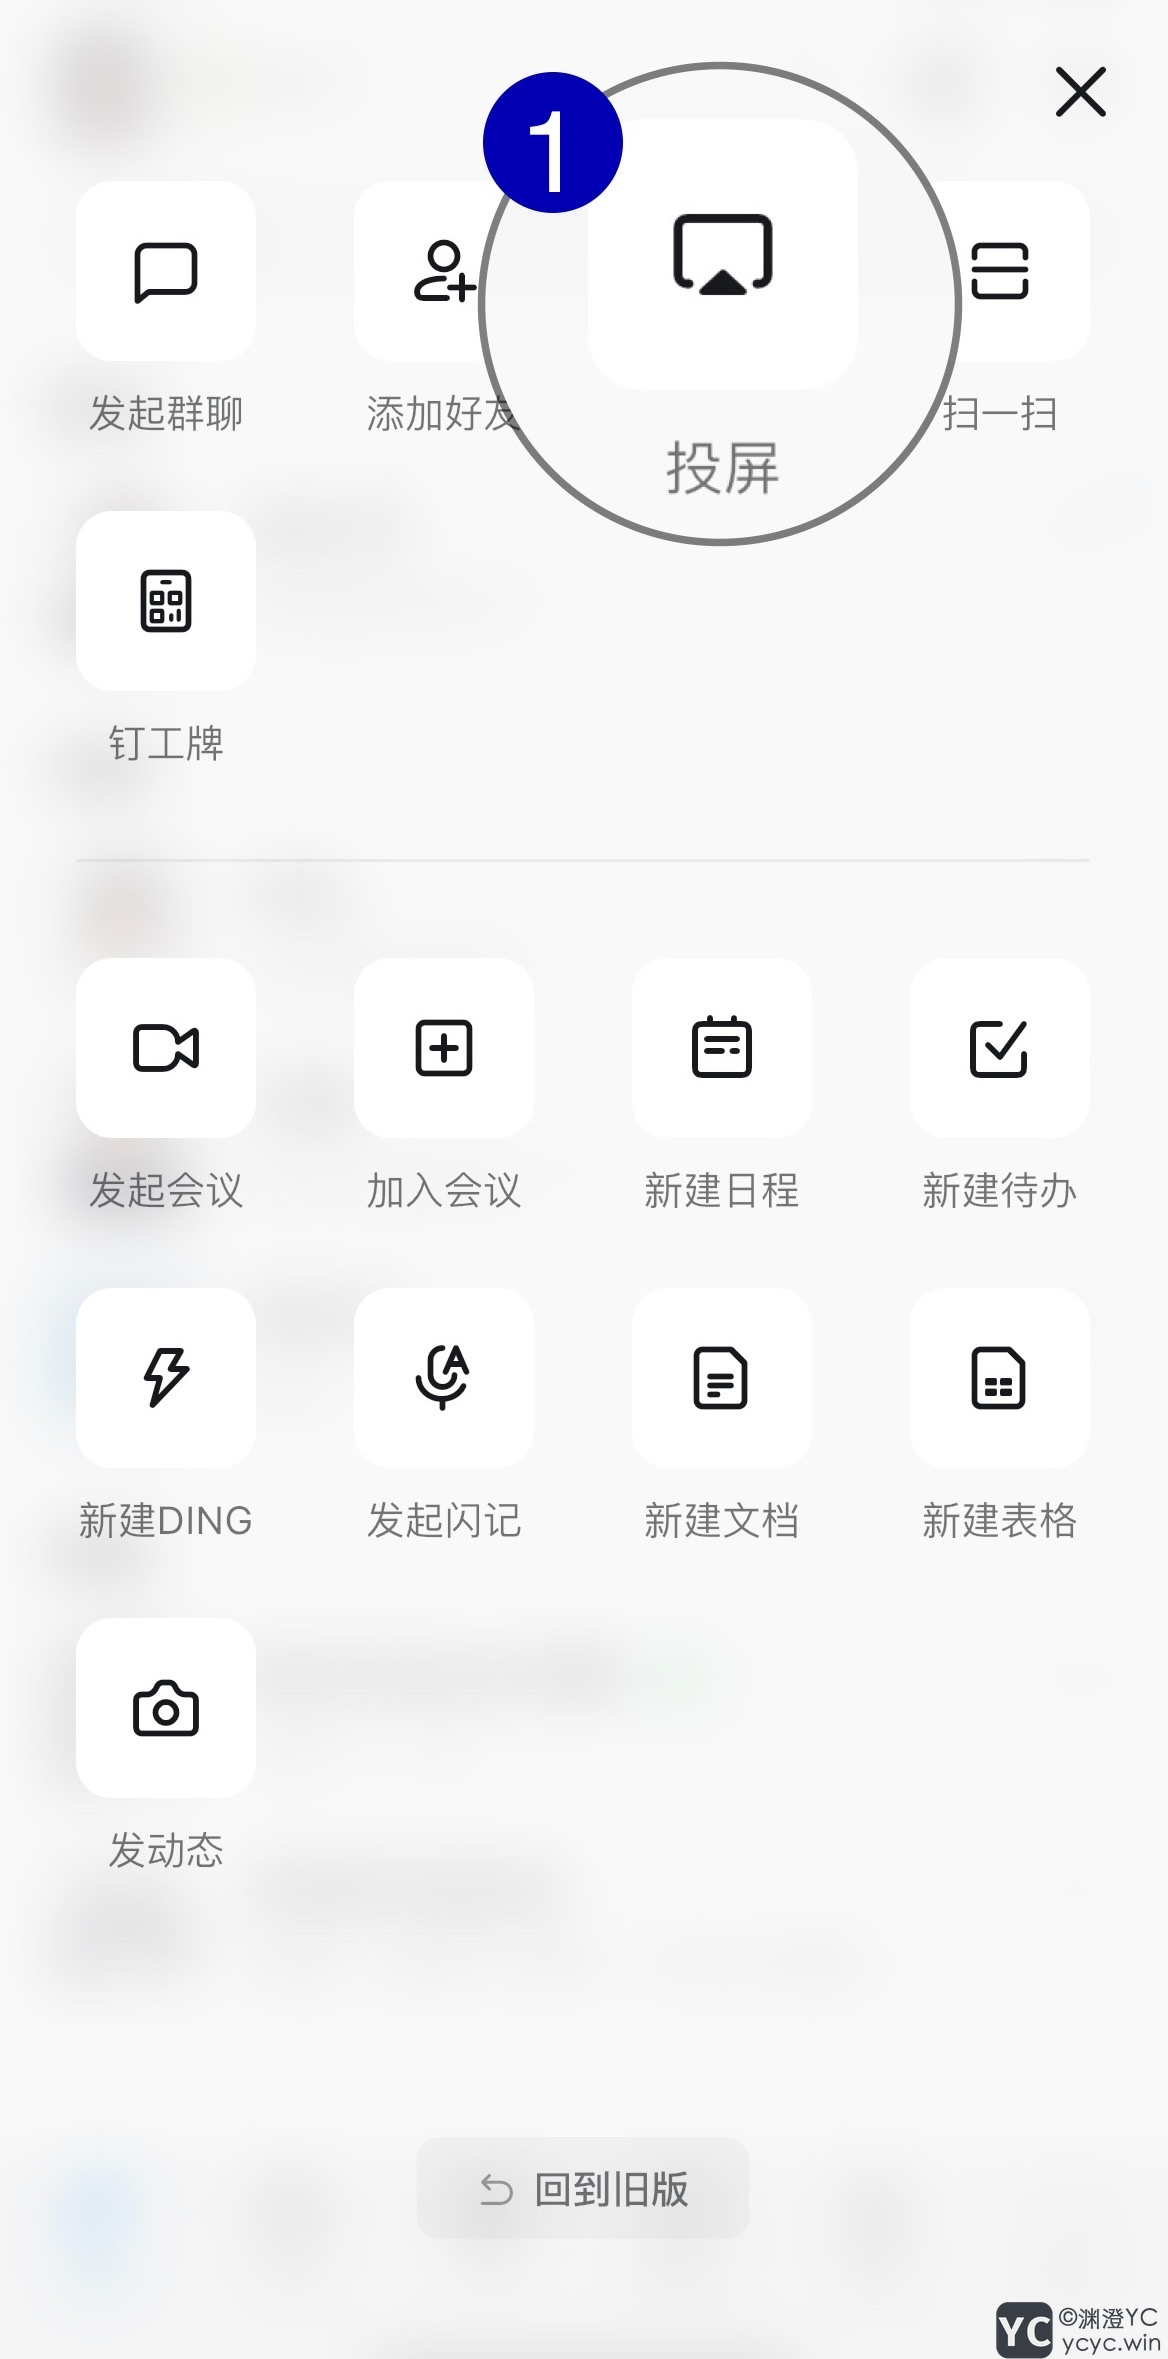 1
发起群聊 添加好友 投屏 扫一扫
钉工牌
发起会议 加入会议 新建日程 新建待办
新建DING 发起闪记 新建文档 新建表格
发动态
回到旧版
YC ©渊澄YC
ycyc.win